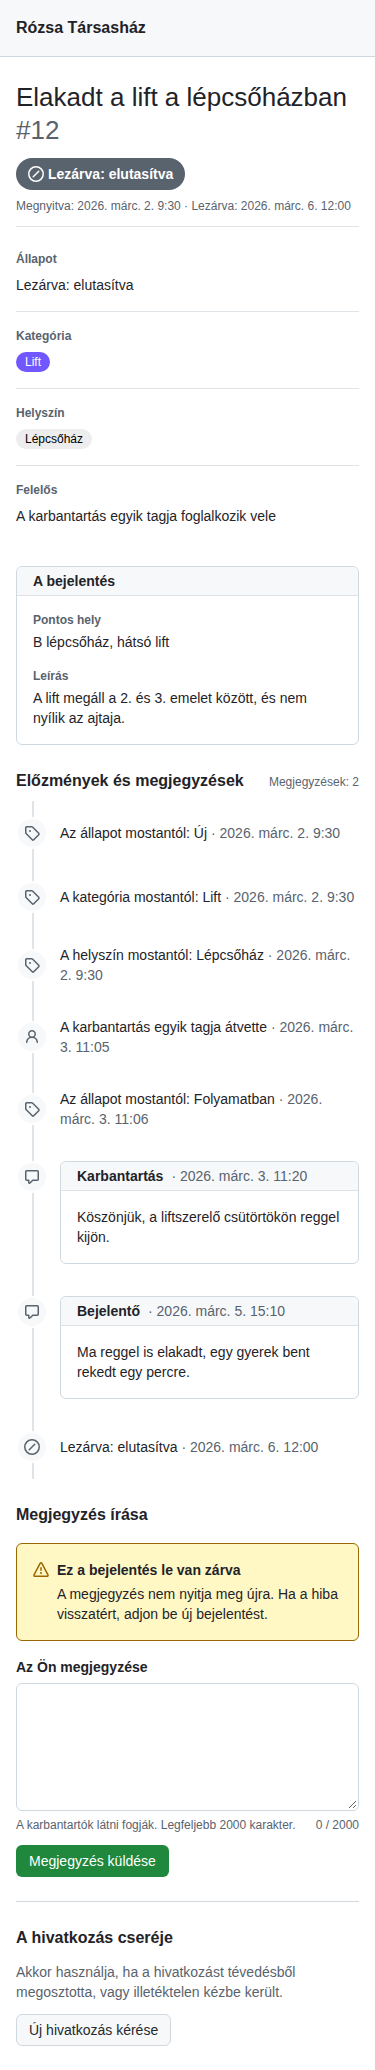 Rózsa Társasház
Elakadt a lift a lépcsőházban
#12
Lezárva: elutasítva
Megnyitva: 2026. márc. 2. 9:30 · Lezárva: 2026. márc. 6. 12:00
Állapot
Lezárva: elutasítva
Kategória
Lift
Helyszín
Lépcsőház
Felelős
A karbantartás egyik tagja foglalkozik vele
A bejelentés
Pontos hely
B lépcsőház, hátsó lift
Leírás
A lift megáll a 2. és 3. emelet között, és nem
nyílik az ajtaja.
Előzmények és megjegyzések
Megjegyzések: 2
Az állapot mostantól: Új · 2026. márc. 2. 9:30
A kategória mostantól: Lift · 2026. márc. 2. 9:30
A helyszín mostantól: Lépcsőház · 2026. márc.
2. 9:30
A karbantartás egyik tagja átvette · 2026. márc.
3. 11:05
Az állapot mostantól: Folyamatban · 2026.
márc. 3. 11:06
Karbantartás · 2026. márc. 3. 11:20
Köszönjük, a liftszerelő csütörtökön reggel
kijön.
Bejelentő · 2026. márc. 5. 15:10
Ma reggel is elakadt, egy gyerek bent
rekedt egy percre.
Lezárva: elutasítva · 2026. márc. 6. 12:00
Megjegyzés írása
Ez a bejelentés le van zárva
A megjegyzés nem nyitja meg újra. Ha a hiba
visszatért, adjon be új bejelentést.
Az Ön megjegyzése
A karbantartók látni fogják. Legfeljebb 2000 karakter.
0 / 2000
Megjegyzés küldése
A hivatkozás cseréje
Akkor használja, ha a hivatkozást tévedésből
megosztotta, vagy illetéktelen kézbe került.
Új hivatkozás kérése